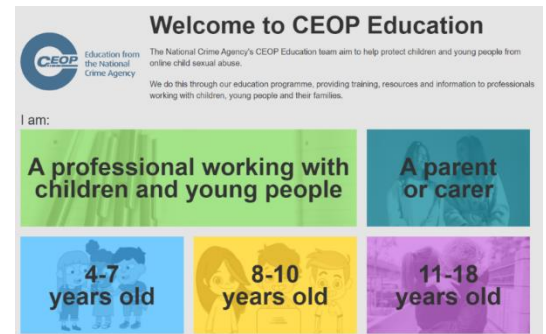 Welcome to CEOP Education
CEOP
Education from
the National
Crime Agency
The National Crime Agency's CEOP Education team aim to help protect children and young people from
online child sexual abuse.
We do this through our education programme, providing training, resources and information to professionals
working with children, young people and their families.
I am:
A professional working with
children and young people
A parent
or carer
4-7
years old
8-10
years old
11-18
years old